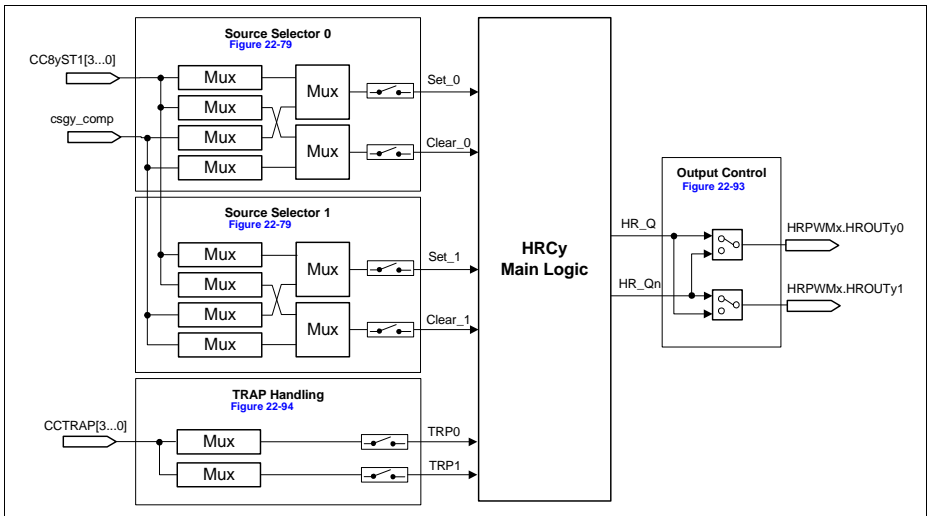 Source Selector 0
Figure 22-79
CC8yST1[3...0]
csgy_comp
Mux
Mux
Mux
Mux
Mux
Mux
Set_0
Clear_0
Source Selector 1
Figure 22-79
Mux
Mux
Mux
Mux
Mux
Mux
Set_1
Clear_1
TRAP Handling
Figure 22-94
CCTRAP[3...0]
Mux
Mux
TRP0
TRP1
HRCy
Main Logic
HR_Q
HR_Qn
Output Control
Figure 22-93
HRPWMx.HROUTy0
HRPWMx.HROUTy1